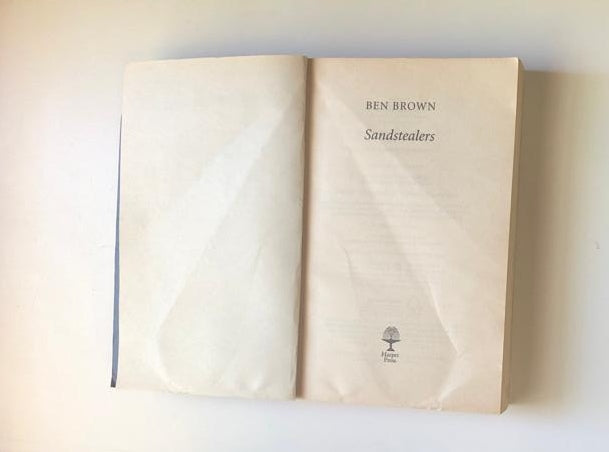 BEN BROWN
Sandstealers
Harper
Press